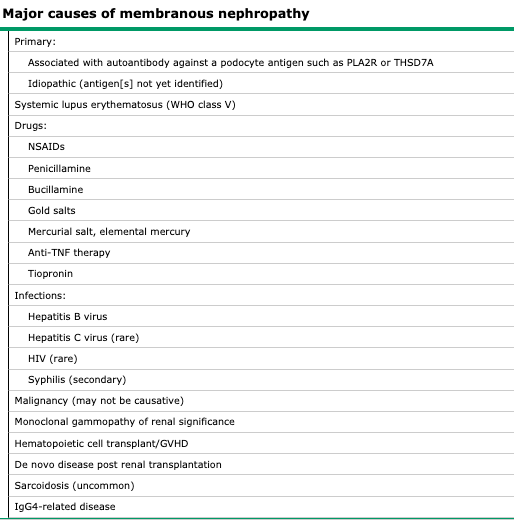 Major causes of membranous nephropathy
Primary:
Associated with autoantibody against a podocyte antigen such as PLA2R or THSD7A
Idiopathic (antigen[s] not yet identified)
Systemic lupus erythematosus (WHO class V)
Drugs:
NSAIDs
Penicillamine
Bucillamine
Gold salts
Mercurial salt, elemental mercury
Anti-TNF therapy
Tiopronin
Infections:
Hepatitis B virus
Hepatitis C virus (rare)
HIV (rare)
Syphilis (secondary)
Malignancy (may not be causative)
Monoclonal gammopathy of renal significance
Hematopoietic cell transplant/GVHD
De novo disease post renal transplantation
Sarcoidosis (uncommon)
IgG4-related disease